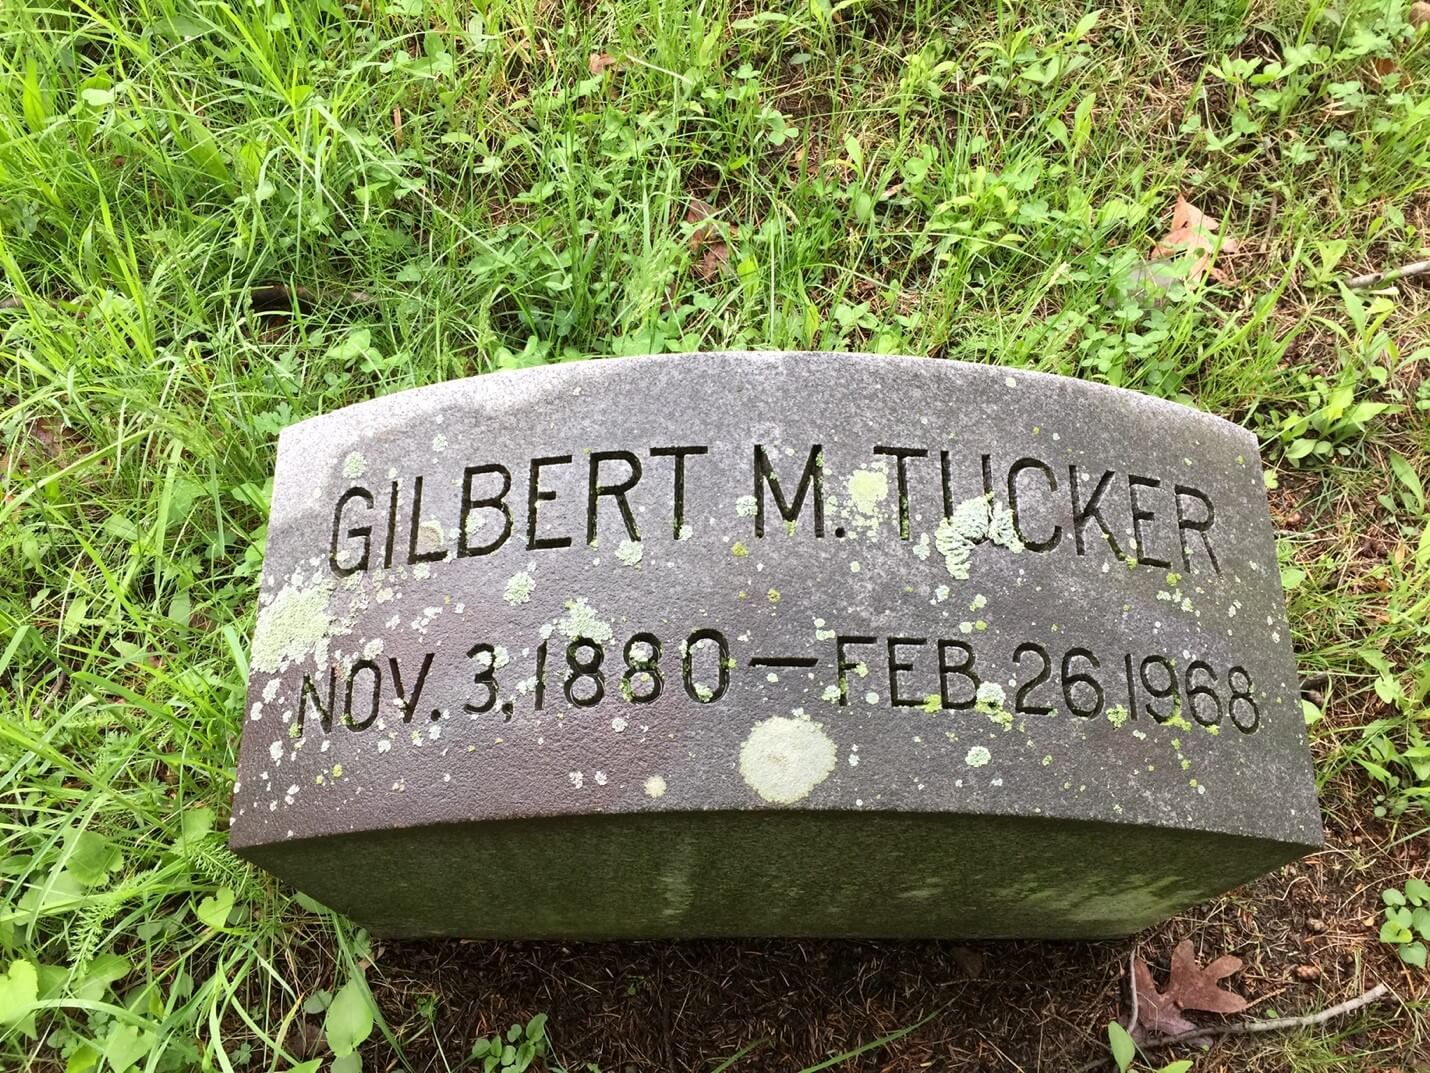 GILBERT M. TUCKER
NOV. 3, 1880 — FEB. 26, 1968